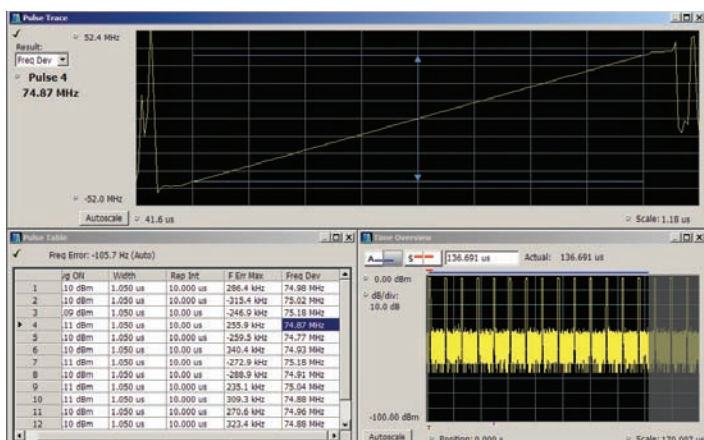 Pulse Trace
✓
52.4 MHz
Result:
Freq Dev
Pulse 4
74.87 MHz
-52.0 MHz
Autoscale
41.6 us
Scale: 1.18 us
Pulse Table
✓ Freq Error: -105.7 Hz (Auto)
vg ON Width Rep Int F Err Max Freq Dev
1 .10 dBm 1.050 us 10.000 us 286.4 kHz 74.98 MHz
2 .10 dBm 1.050 us 10.000 us -315.4 kHz 75.02 MHz
3 .09 dBm 1.050 us 10.00 us -246.9 kHz 75.18 MHz
4 .11 dBm 1.050 us 10.00 us 255.9 kHz 74.87 MHz
5 .10 dBm 1.050 us 10.000 us -259.5 kHz 74.77 MHz
6 .10 dBm 1.050 us 10.00 us 340.4 kHz 74.93 MHz
7 .11 dBm 1.050 us 10.00 us -272.9 kHz 75.18 MHz
8 .10 dBm 1.050 us 10.00 us -288.9 kHz 74.91 MHz
9 .11 dBm 1.050 us 10.000 us 235.1 kHz 75.04 MHz
10 .11 dBm 1.050 us 10.000 us 309.3 kHz 74.88 MHz
11 .10 dBm 1.050 us 10.000 us 270.6 kHz 74.96 MHz
12 .10 dBm 1.050 us 10.000 us 323.4 kHz 74.88 MHz
Time Overview
A S 136.691 us Actual: 136.691 us
0.00 dBm
dB/div:
10.0 dB
-100.00 dBm
Autoscale
Position: 0.000 s
Scale: